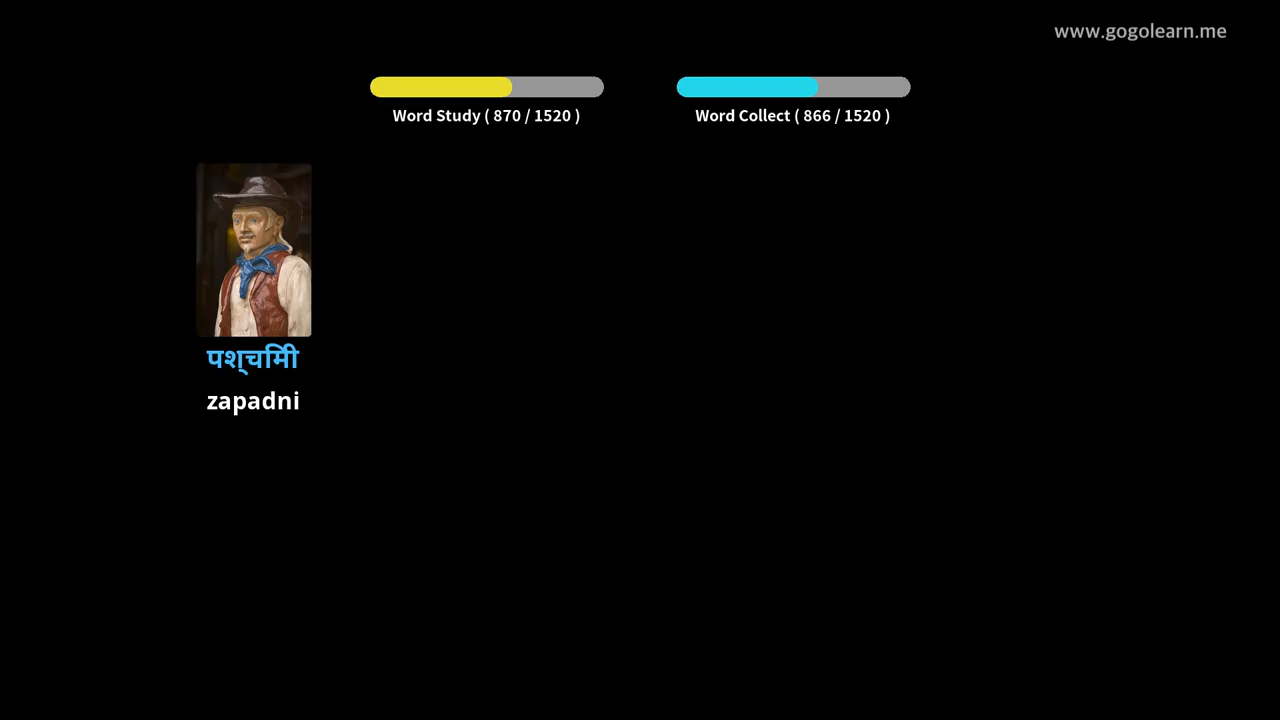 www.gogolearn.me
Word Study ( 870 / 1520 )
Word Collect ( 866 / 1520 )
पश्चिमी
zapadni